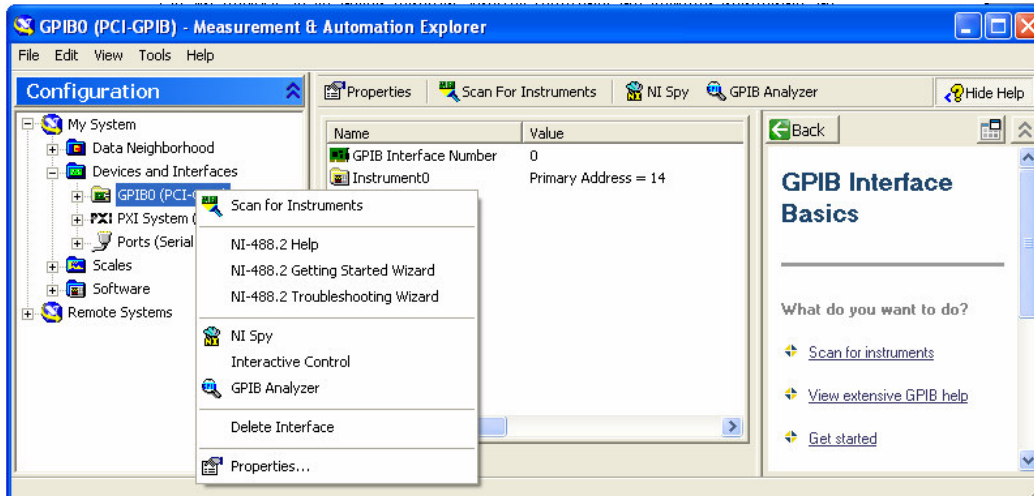 GPIB0 (PCI-GPIB) - Measurement & Automation Explorer
File Edit View Tools Help
Configuration
Properties Scan For Instruments NI Spy GPIB Analyzer Hide Help
My System
Data Neighborhood
Devices and Interfaces
GPIB0 (PCI-
PXI PXI System (
Ports (Serial
Scales
Software
Remote Systems
Scan for Instruments
NI-488.2 Help
NI-488.2 Getting Started Wizard
NI-488.2 Troubleshooting Wizard
NI Spy
Interactive Control
GPIB Analyzer
Delete Interface
Properties...
Name Value
GPIB Interface Number 0
Instrument0 Primary Address = 14
Back
GPIB Interface
Basics
What do you want to do?
Scan for instruments
View extensive GPIB help
Get started